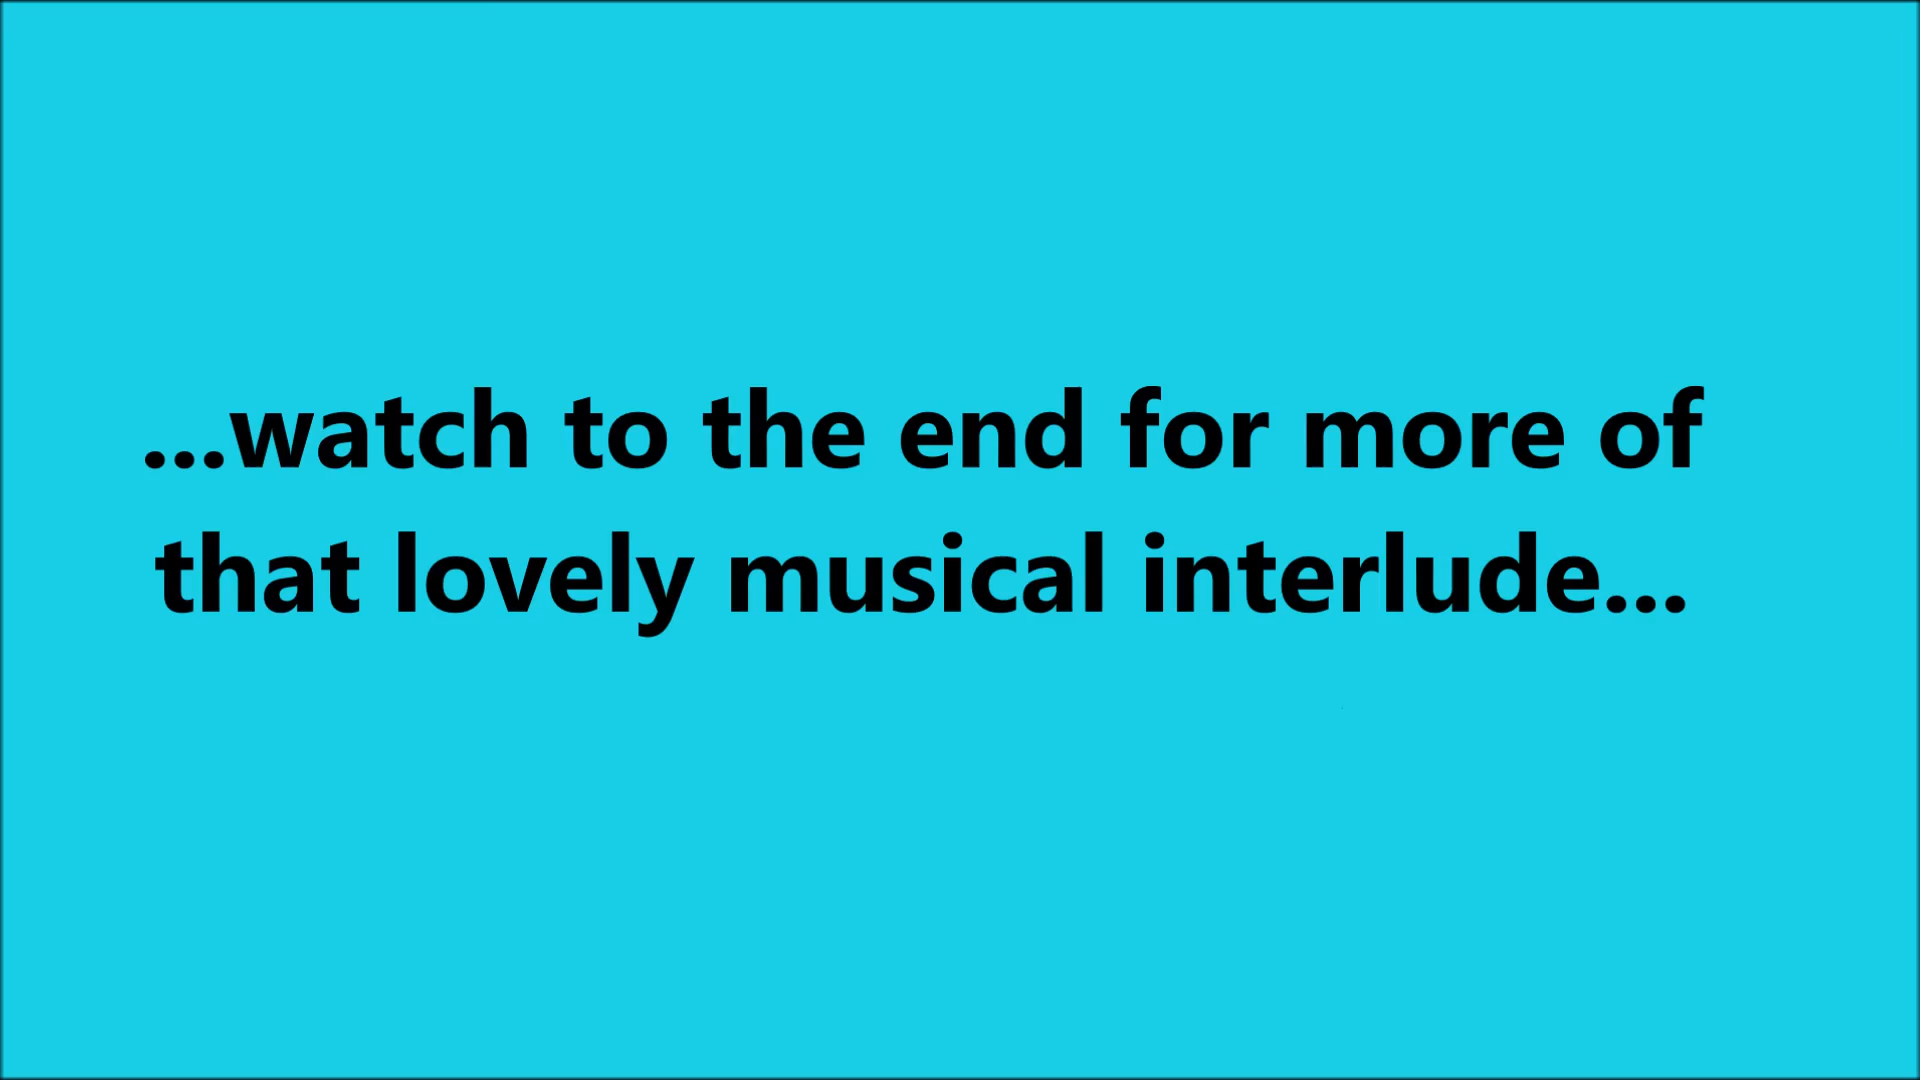 ...watch to the end for more of
that lovely musical interlude...